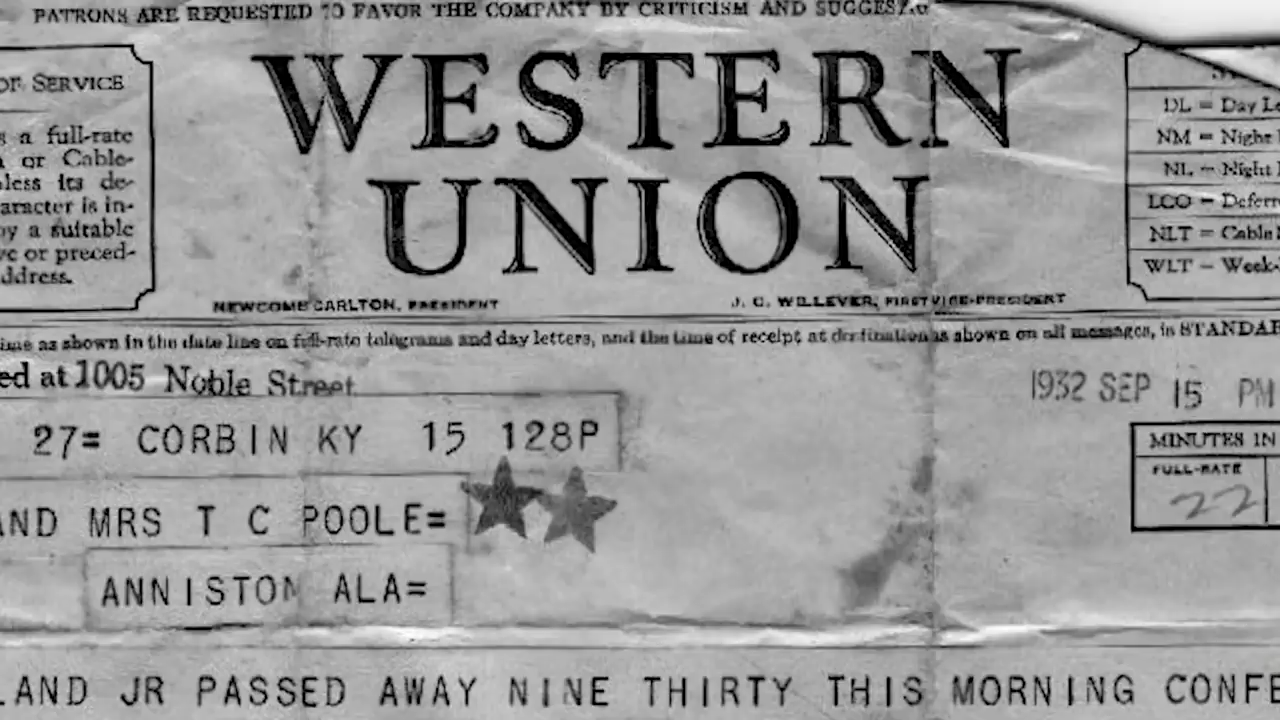 PATRONS ARE REQUESTED TO FAVOR THE COMPANY BY CRITICISM AND
WESTERN
UNION
OF SERVICE
s a full-rate
or Cable-
less its de-
aracter is in-
by a suitable
ve or preced-
ddress.
DL = Day Le
NM = Night
NL = Night
LCO = Deferre
NLT = Cable
WLT = Week-
NEWCOMB CARLTON, PRESIDENT
J. C. WILLEVER, FIRST VICE-PRESIDENT
ime as shown in the date line on full-rate telegrams and day letters, and the time of receipt at destination as shown on all messages, is STANDAR
ed at 1005 Noble Street
1932 SEP 15 PM
27= CORBIN KY 15 128P
MINUTES IN
FULL-RATE
22
AND MRS T C POOLE=
ANNISTON ALA=
LAND JR PASSED AWAY NINE THIRTY THIS MORNING CONFE